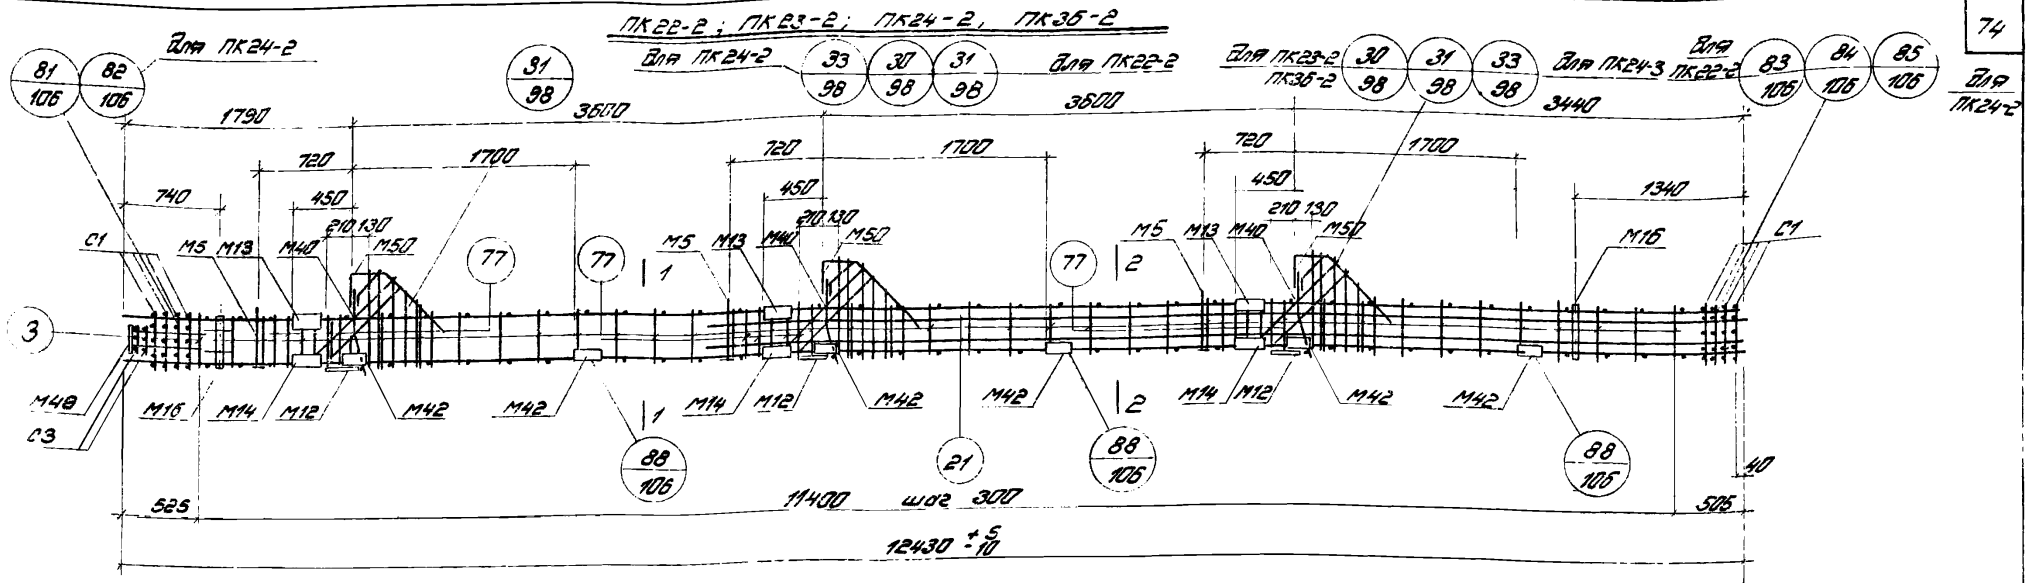 ПК22-2; ПК23-2; ПК24-2, ПК36-2
74
для ПК24-2
для ПК24-2
для ПК22-2
для ПК23-2
ПК36-2
для ПК24-3
для
ПК22-2
для
ПК24-2
81
106
82
106
31
98
33
98
30
98
31
98
30
98
31
98
33
98
83
106
84
106
85
106
1790
3600
3600
3440
720
1700
720
1700
720
1700
740
450
450
450
1340
210 130
210 130
210 130
С1
М5
М13
М40
М50
77
77
1
М5
М13
М40
М50
77
2
М5
М13
М40
М50
М16
С1
3
М48
С3
М16
М14
М12
М42
М42
1
М14
М12
М42
М42
2
М14
М12
М42
М42
88
106
21
88
106
88
106
40
525
11400 шаг 300
505
12430 +5 -10